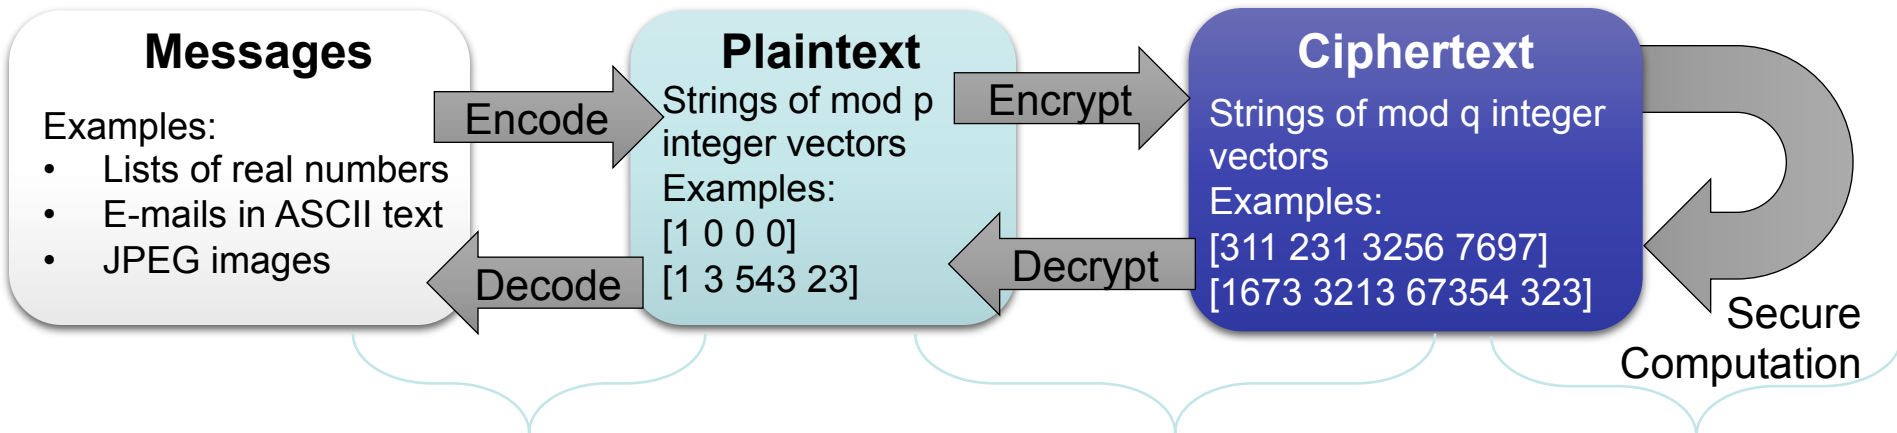 Messages
Examples:
• Lists of real numbers
• E-mails in ASCII text
• JPEG images
Encode
Decode
Plaintext
Strings of mod p
integer vectors
Examples:
[1 0 0 0]
[1 3 543 23]
Encrypt
Decrypt
Ciphertext
Strings of mod q integer
vectors
Examples:
[311 231 3256 7697]
[1673 3213 67354 323]
Secure
Computation